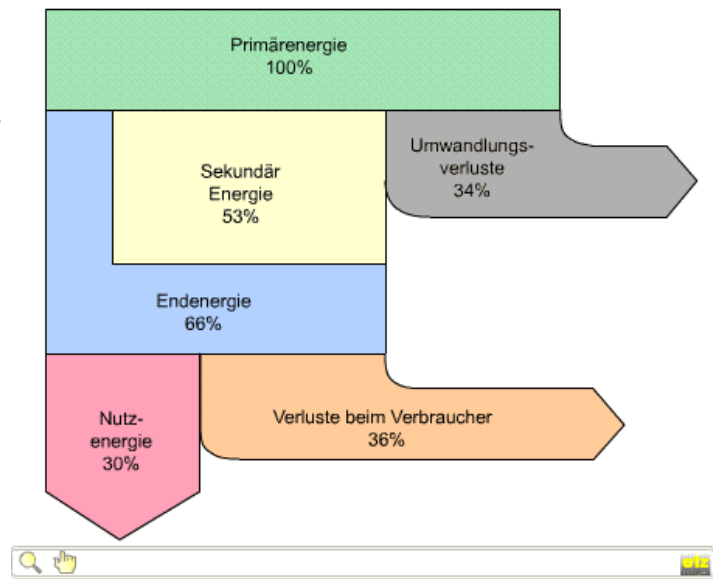 Primärenergie
100%
Sekundär
Energie
53%
Umwandlungs-
verluste
34%
Endenergie
66%
Nutz-
energie
30%
Verluste beim Verbraucher
36%